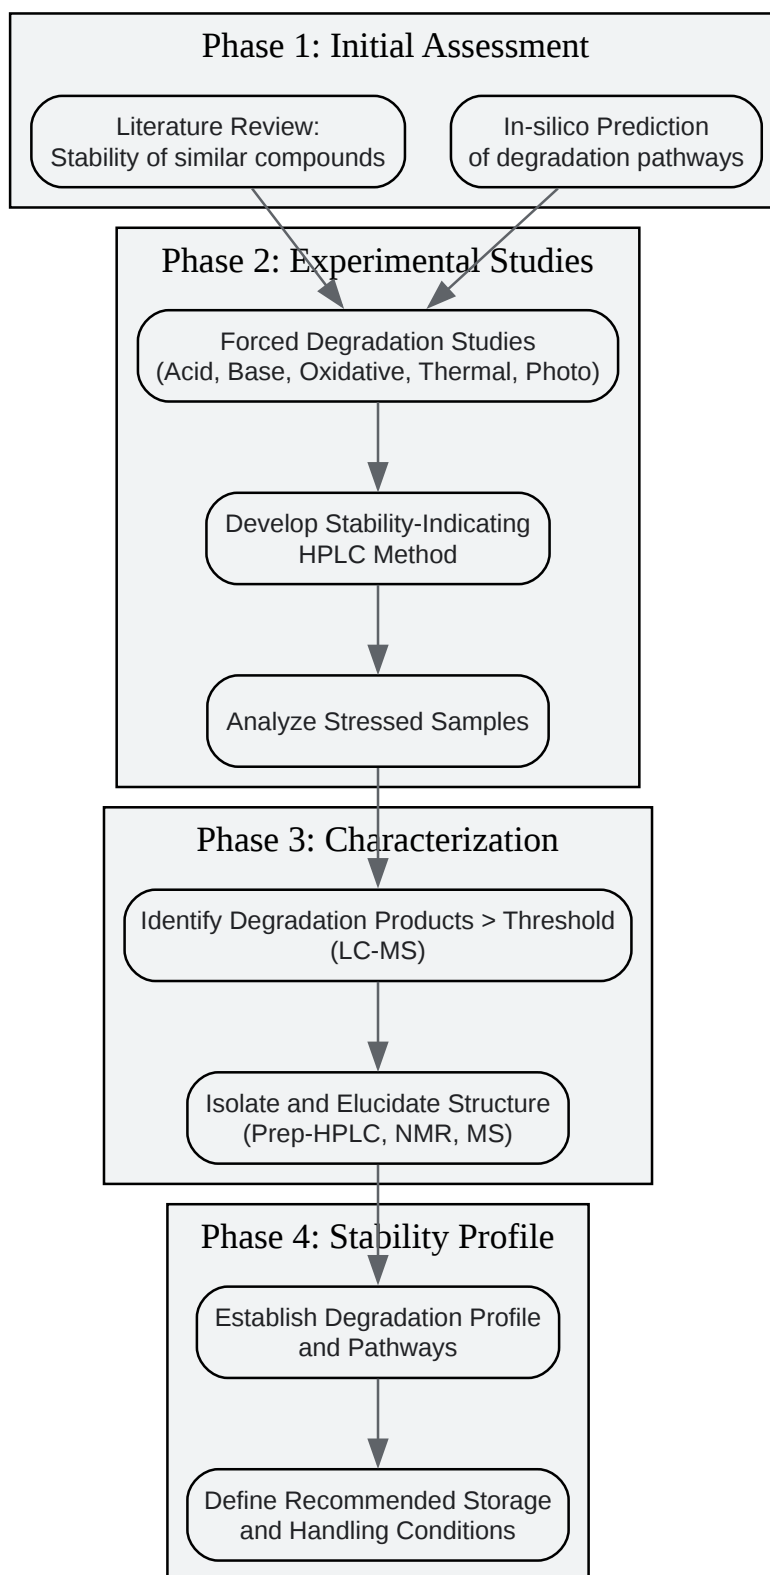 Phase 1: Initial Assessment
Literature Review:
Stability of similar compounds
In-silico Prediction
of degradation pathways
Phase 2: Experimental Studies
Forced Degradation Studies
(Acid, Base, Oxidative, Thermal, Photo)
Develop Stability-Indicating
HPLC Method
Analyze Stressed Samples
Phase 3: Characterization
Identify Degradation Products > Threshold
(LC-MS)
Isolate and Elucidate Structure
(Prep-HPLC, NMR, MS)
Phase 4: Stability Profile
Establish Degradation Profile
and Pathways
Define Recommended Storage
and Handling Conditions